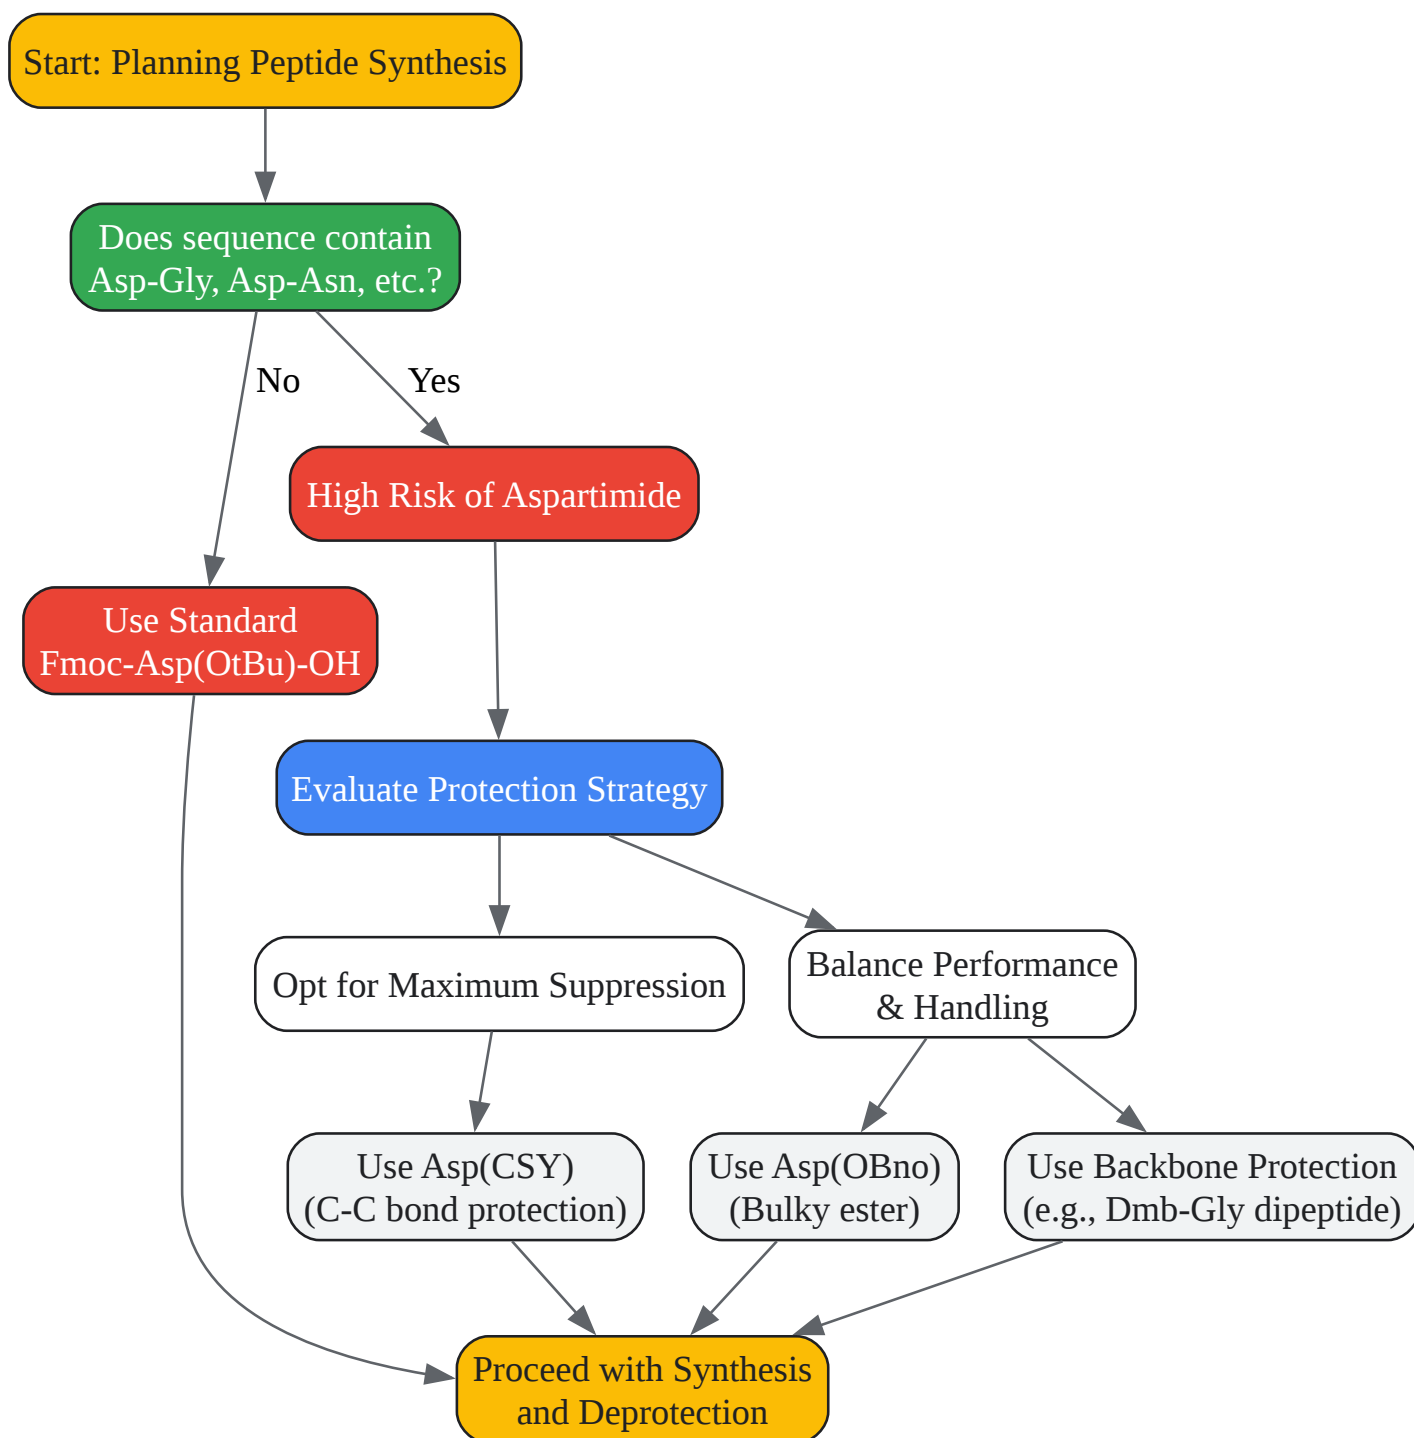 Start: Planning Peptide Synthesis
Does sequence contain
Asp-Gly, Asp-Asn, etc.?
No
Yes
High Risk of Aspartimide
Use Standard
Fmoc-Asp(OtBu)-OH
Evaluate Protection Strategy
Opt for Maximum Suppression
Balance Performance
& Handling
Use Asp(CSY)
(C-C bond protection)
Use Asp(OBno)
(Bulky ester)
Use Backbone Protection
(e.g., Dmb-Gly dipeptide)
Proceed with Synthesis
and Deprotection